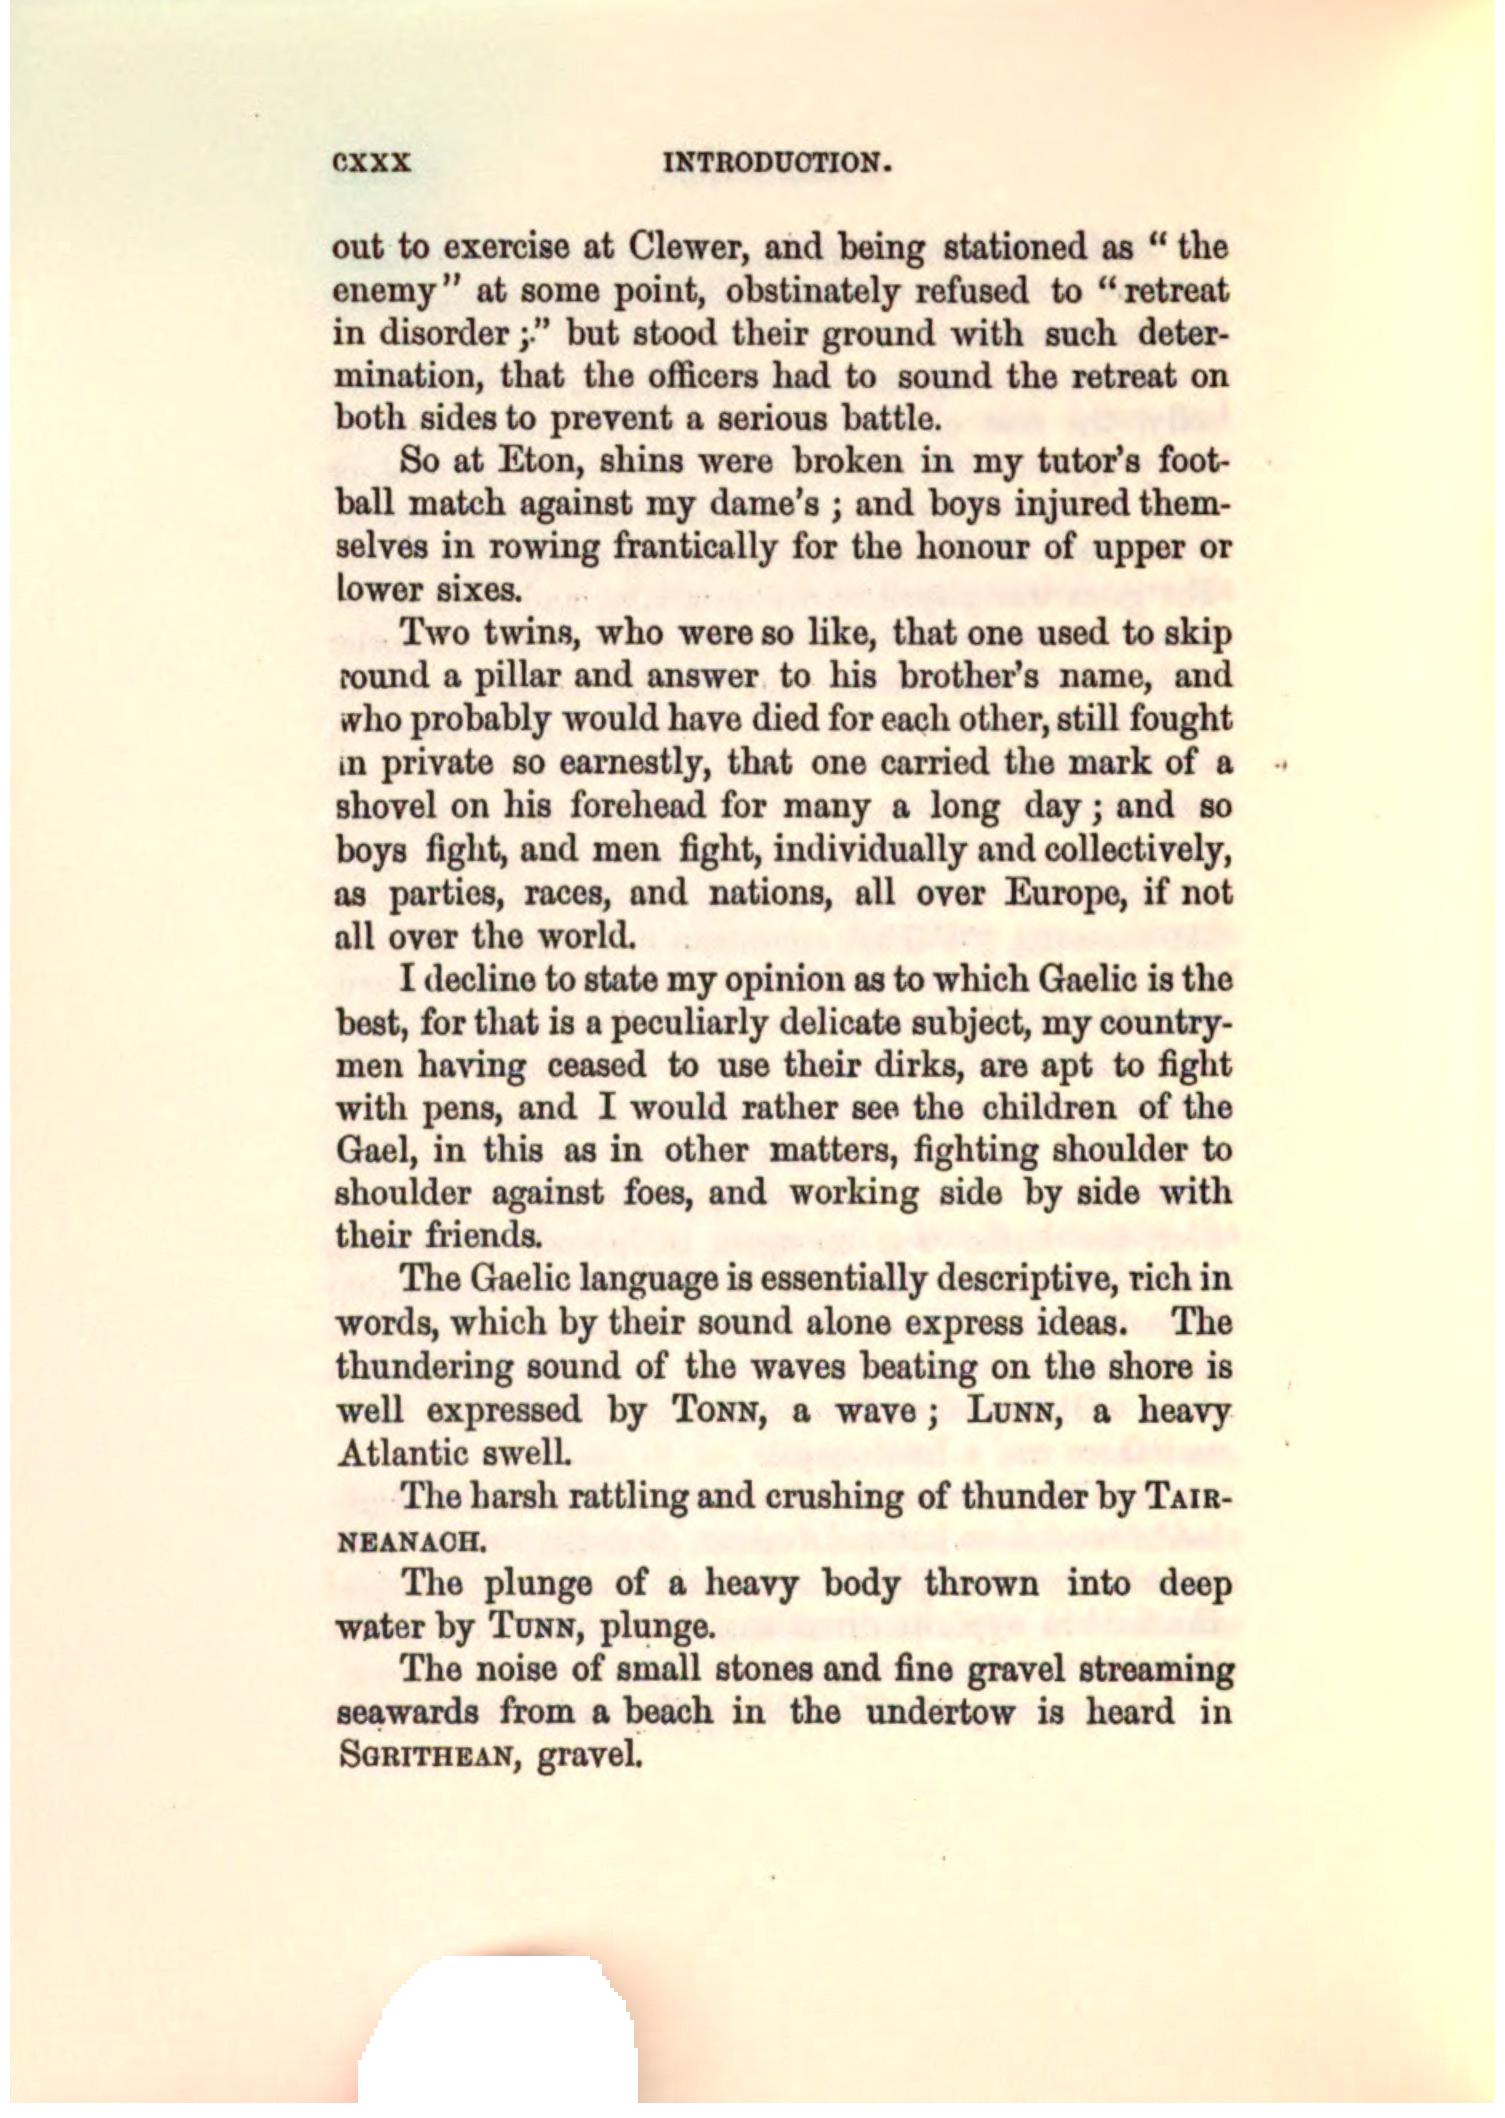 CXXX INTRODUCTION.
out to exercise at Clewer, and being stationed as " the
enemy" at some point, obstinately refused to "retreat
in disorder ;" but stood their ground with such deter-
mination, that the officers had to sound the retreat on
both sides to prevent a serious battle.
So at Eton, shins were broken in my tutor's foot-
ball match against my dame's ; and boys injured them-
selves in rowing frantically for the honour of upper or
lower sixes.
Two twins, who were so like, that one used to skip
round a pillar and answer to his brother's name, and
who probably would have died for each other, still fought
in private so earnestly, that one carried the mark of a
shovel on his forehead for many a long day ; and so
boys fight, and men fight, individually and collectively,
as parties, races, and nations, all over Europe, if not
all over the world.
I decline to state my opinion as to which Gaelic is the
best, for that is a peculiarly delicate subject, my country-
men having ceased to use their dirks, are apt to fight
with pens, and I would rather see the children of the
Gael, in this as in other matters, fighting shoulder to
shoulder against foes, and working side by side with
their friends.
The Gaelic language is essentially descriptive, rich in
words, which by their sound alone express ideas. The
thundering sound of the waves beating on the shore is
well expressed by TONN, a wave ; LUNN, a heavy
Atlantic swell.
The harsh rattling and crushing of thunder by TAIR-
NEANACH.
The plunge of a heavy body thrown into deep
water by TUNN, plunge.
The noise of small stones and fine gravel streaming
seawards from a beach in the undertow is heard in
SGRITHEAN, gravel.